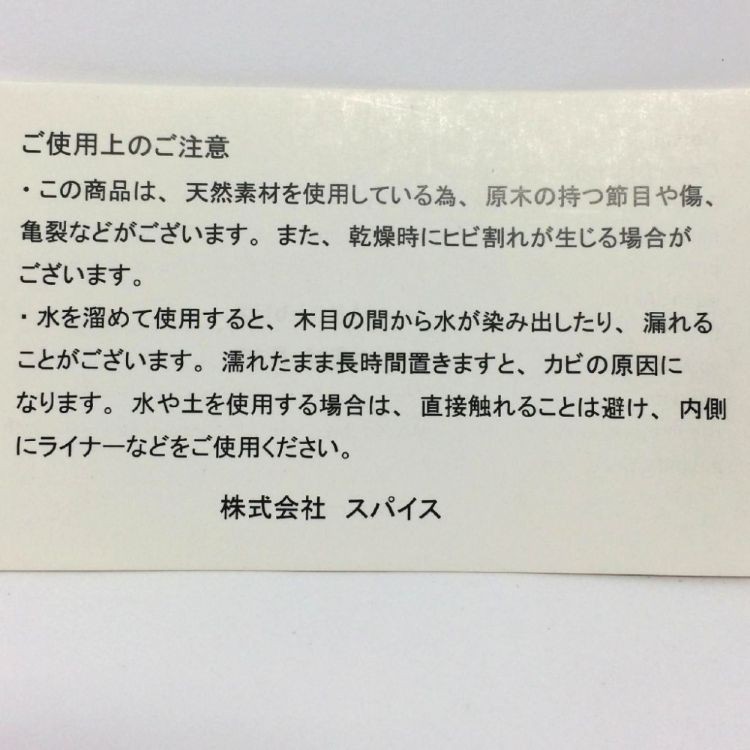 ご使用上のご注意
・この商品は、天然素材を使用している為、原木の持つ節目や傷、
亀裂などがございます。また、乾燥時にヒビ割れが生じる場合が
ございます。
・水を溜めて使用すると、木目の間から水が染み出したり、漏れる
ことがございます。濡れたまま長時間置きますと、カビの原因に
なります。水や土を使用する場合は、直接触れることは避け、内側
にライナーなどをご使用ください。
株式会社 スパイス